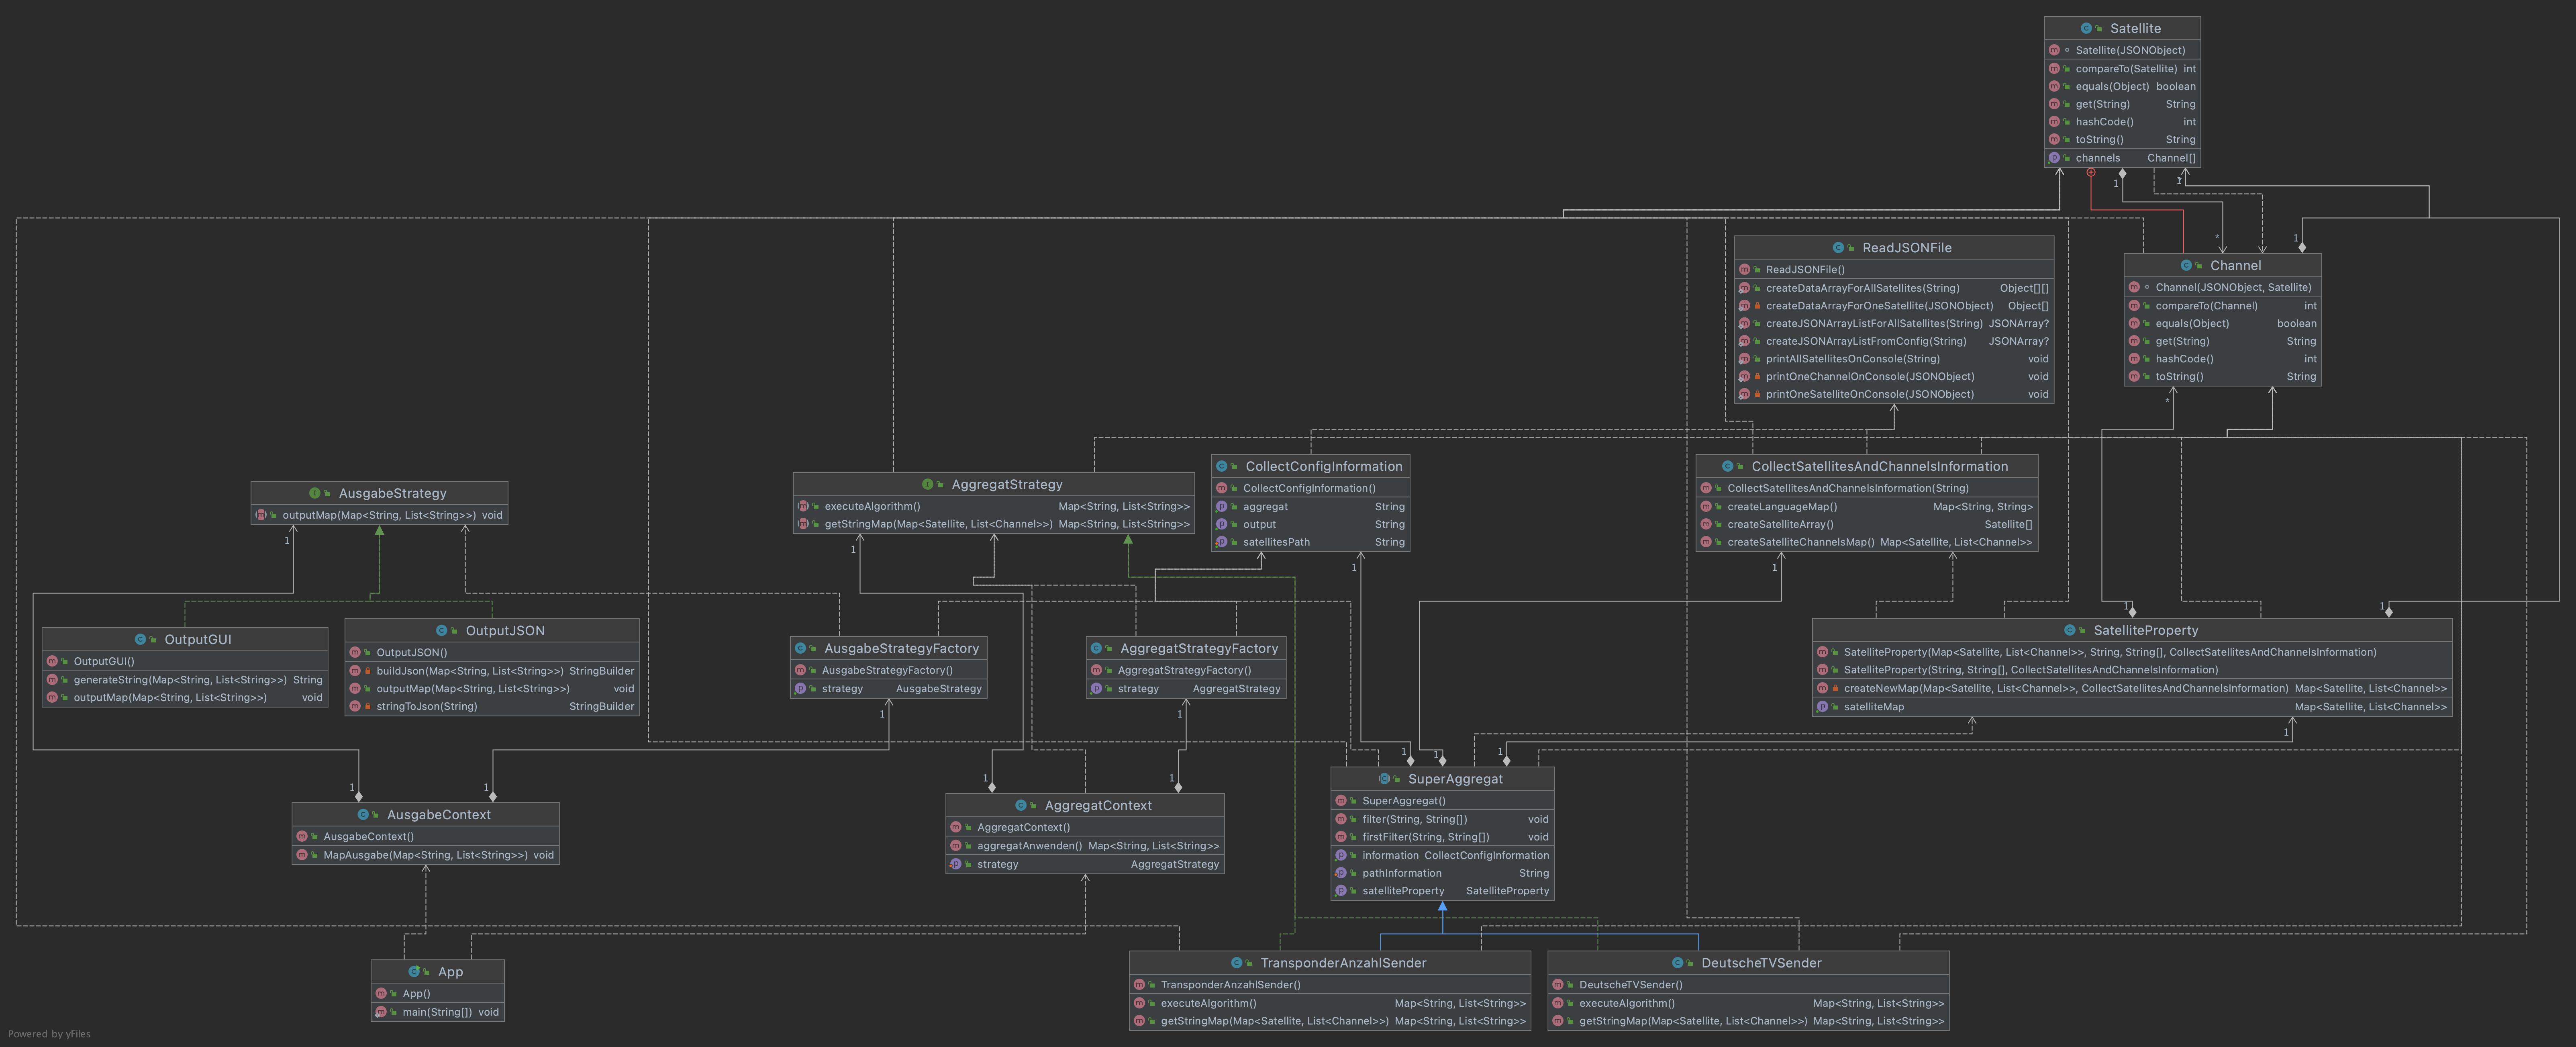 Satellite
Satellite(JSONObject)
compareTo(Satellite) int
equals(Object) boolean
get(String) String
hashCode() int
toString() String
channels Channel[]
1
1
*
1
ReadJSONFile
ReadJSONFile()
createDataArrayForAllSatellites(String) Object[][]
createDataArrayForOneSatellite(JSONObject) Object[]
createJSONArrayListForAllSatellites(String) JSONArray?
createJSONArrayListFromConfig(String) JSONArray?
printAllSatellitesOnConsole(String) void
printOneChannelOnConsole(JSONObject) void
printOneSatelliteOnConsole(JSONObject) void
Channel
Channel(JSONObject, Satellite)
compareTo(Channel) int
equals(Object) boolean
get(String) String
hashCode() int
toString() String
*
AusgabeStrategy
outputMap(Map<String, List<String>>) void
1
AggregatStrategy
executeAlgorithm() Map<String, List<String>>
getStringMap(Map<Satellite, List<Channel>>) Map<String, List<String>>
1
CollectConfigInformation
CollectConfigInformation()
aggregat String
output String
satellitesPath String
1
CollectSatellitesAndChannelsInformation
CollectSatellitesAndChannelsInformation(String)
createLanguageMap() Map<String, String>
createSatelliteArray() Satellite[]
createSatelliteChannelsMap() Map<Satellite, List<Channel>>
1
1
1
OutputGUI
OutputGUI()
generateString(Map<String, List<String>>) String
outputMap(Map<String, List<String>>) void
OutputJSON
OutputJSON()
buildJson(Map<String, List<String>>) StringBuilder
outputMap(Map<String, List<String>>) void
stringToJson(String) StringBuilder
AusgabeStrategyFactory
AusgabeStrategyFactory()
strategy AusgabeStrategy
1
AggregatStrategyFactory
AggregatStrategyFactory()
strategy AggregatStrategy
1
SatelliteProperty
SatelliteProperty(Map<Satellite, List<Channel>>, String, String[], CollectSatellitesAndChannelsInformation)
SatelliteProperty(String, String[], CollectSatellitesAndChannelsInformation)
createNewMap(Map<Satellite, List<Channel>>, CollectSatellitesAndChannelsInformation) Map<Satellite, List<Channel>>
satelliteMap Map<Satellite, List<Channel>>
1
1
1
1
1
1
1
1
AusgabeContext
AusgabeContext()
MapAusgabe(Map<String, List<String>>) void
AggregatContext
AggregatContext()
aggregatAnwenden() Map<String, List<String>>
strategy AggregatStrategy
SuperAggregat
SuperAggregat()
filter(String, String[]) void
firstFilter(String, String[]) void
information CollectConfigInformation
pathInformation String
satelliteProperty SatelliteProperty
App
App()
main(String[]) void
TransponderAnzahlSender
TransponderAnzahlSender()
executeAlgorithm() Map<String, List<String>>
getStringMap(Map<Satellite, List<Channel>>) Map<String, List<String>>
DeutscheTVSender
DeutscheTVSender()
executeAlgorithm() Map<String, List<String>>
getStringMap(Map<Satellite, List<Channel>>) Map<String, List<String>>
Powered by yFiles